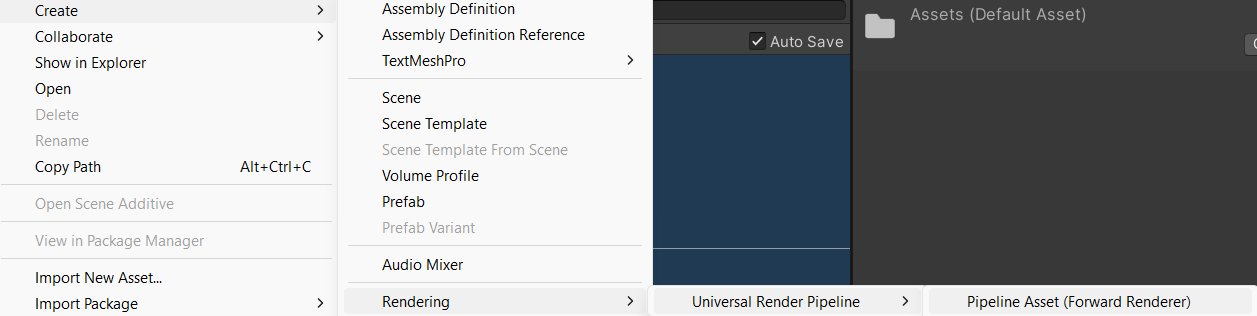 Create
Collaborate
Show in Explorer
Open
Delete
Rename
Copy Path Alt+Ctrl+C
Open Scene Additive
View in Package Manager
Import New Asset...
Import Package
Assembly Definition
Assembly Definition Reference
TextMeshPro
Scene
Scene Template
Scene Template From Scene
Volume Profile
Prefab
Prefab Variant
Audio Mixer
Rendering
Universal Render Pipeline
Pipeline Asset (Forward Renderer)
Auto Save
Assets (Default Asset)